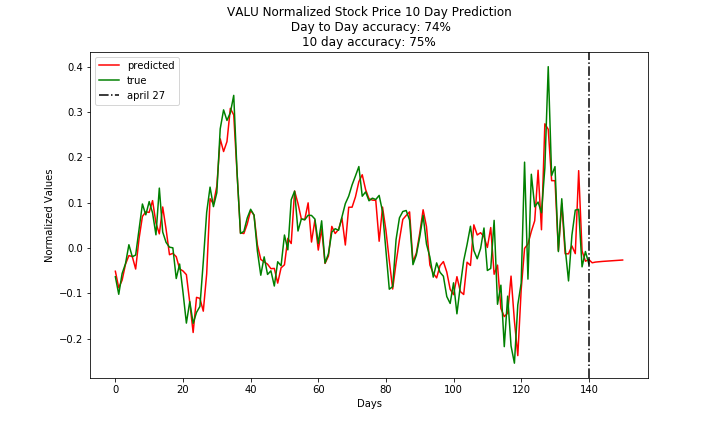 VALU Normalized Stock Price 10 Day Prediction
Day to Day accuracy: 74%
10 day accuracy: 75%
predicted
true
april 27
Normalized Values
0.4
0.3
0.2
0.1
0.0
−0.1
−0.2
0
20
40
60
80
100
120
140
Days